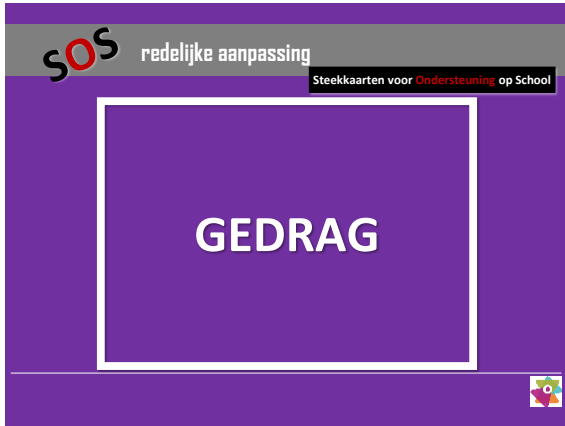 SOS
redelijke aanpassing
Steekkaarten voor Ondersteuning op School
GEDRAG